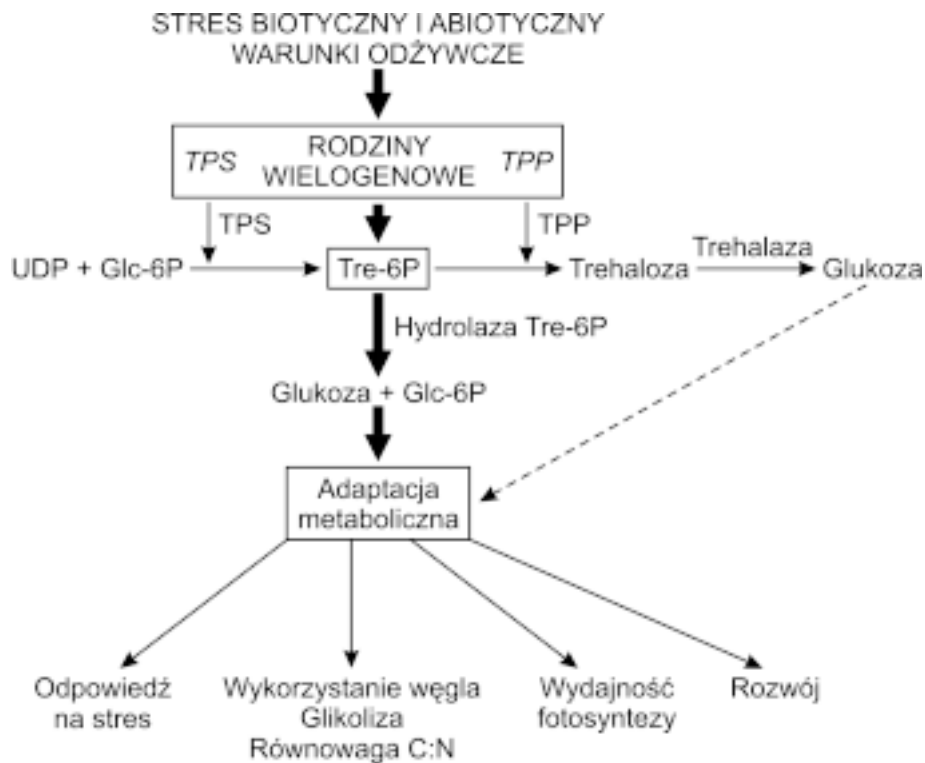 STRES BIOTYCZNY I ABIOTYCZNY
WARUNKI ODŻYWCZE
TPS
RODZINY
WIELOGENOWE
TPP
TPS
TPP
UDP + Glc-6P
Tre-6P
Trehaloza
Trehalaza
Glukoza
Hydrolaza Tre-6P
Glukoza + Glc-6P
Adaptacja
metaboliczna
Odpowiedź
na stres
Wykorzystanie węgla
Glikoliza
Równowaga C:N
Wydajność
fotosyntezy
Rozwój